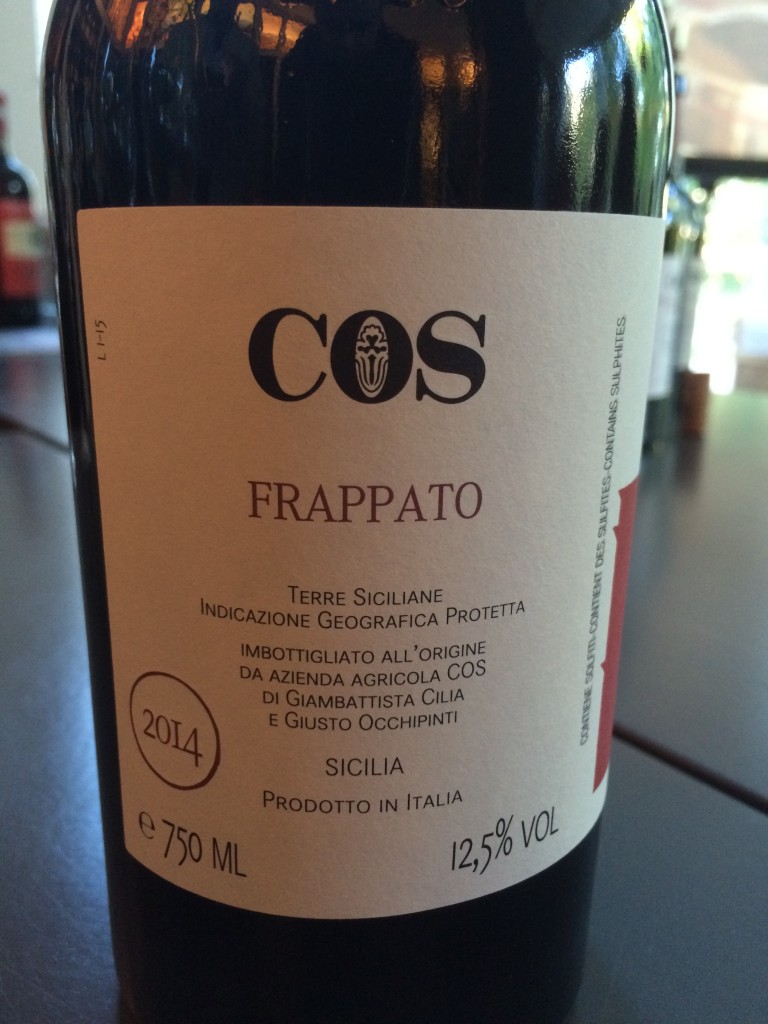 COS
FRAPPATO
TERRE SICILIANE
INDICAZIONE GEOGRAFICA PROTETTA
IMBOTTIGLIATO ALL'ORIGINE
DA AZIENDA AGRICOLA COS
DI GIAMBATTISTA CILIA
E GIUSTO OCCHIPINTI
2014
SICILIA
PRODOTTO IN ITALIA
e 750 ML
12,5% VOL
L 1-15
CONTIENE SOLFITI-CONTIENT DES SULFITES-CONTAINS SULPHITES